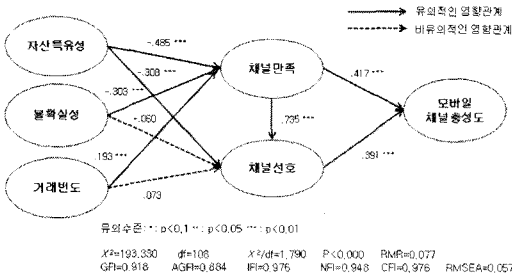 유의적인 영향관계
비유의적인 영향관계
자산특유성
불확실성
거래빈도
채널만족
채널선호
모바일
채널충성도
-.485 ***
-.308 ***
-.303 ***
-.060
.193 ***
.073
.735 ***
.417 ***
.391 ***
유의수준 * : p<0.1 ** : p<0.05 *** : p<0.01
X²=193.330 df=108 X²/df=1.790 P<0.000 RMR=0.077
GFI=0.918 AGFI=0.884 IFI=0.976 NFI=0.948 CFI=0.976 RMSEA=0.057